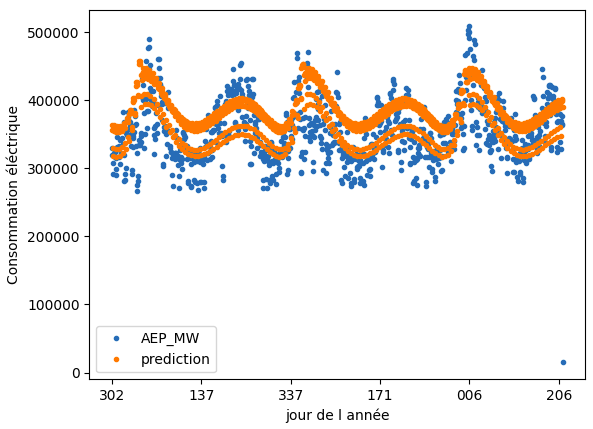 500000
400000
300000
200000
100000
0
Consommation éléctrique
AEP_MW
prediction
302 137 337 171 006 206
jour de l année